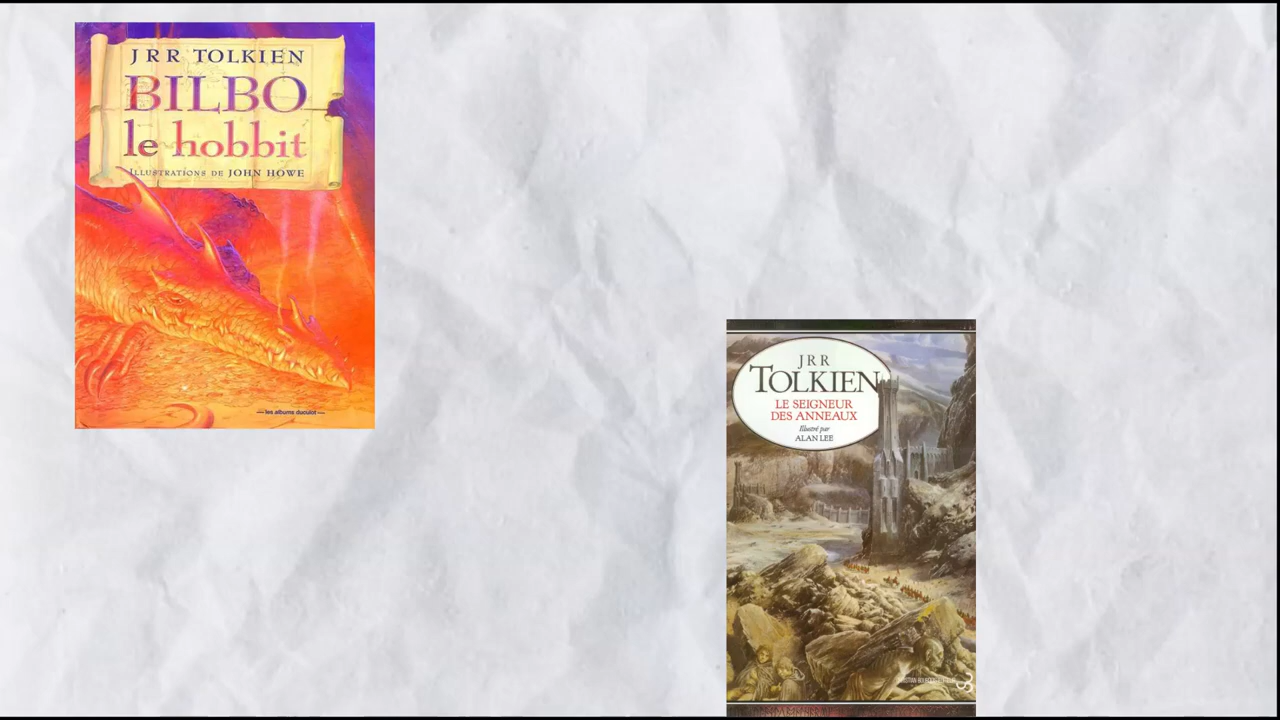 JRR TOLKIEN
BILBO
le hobbit
ILLUSTRATIONS DE JOHN HOWE
les albums duculot
JRR
TOLKIEN
LE SEIGNEUR
DES ANNEAUX
Illustré par
ALAN LEE